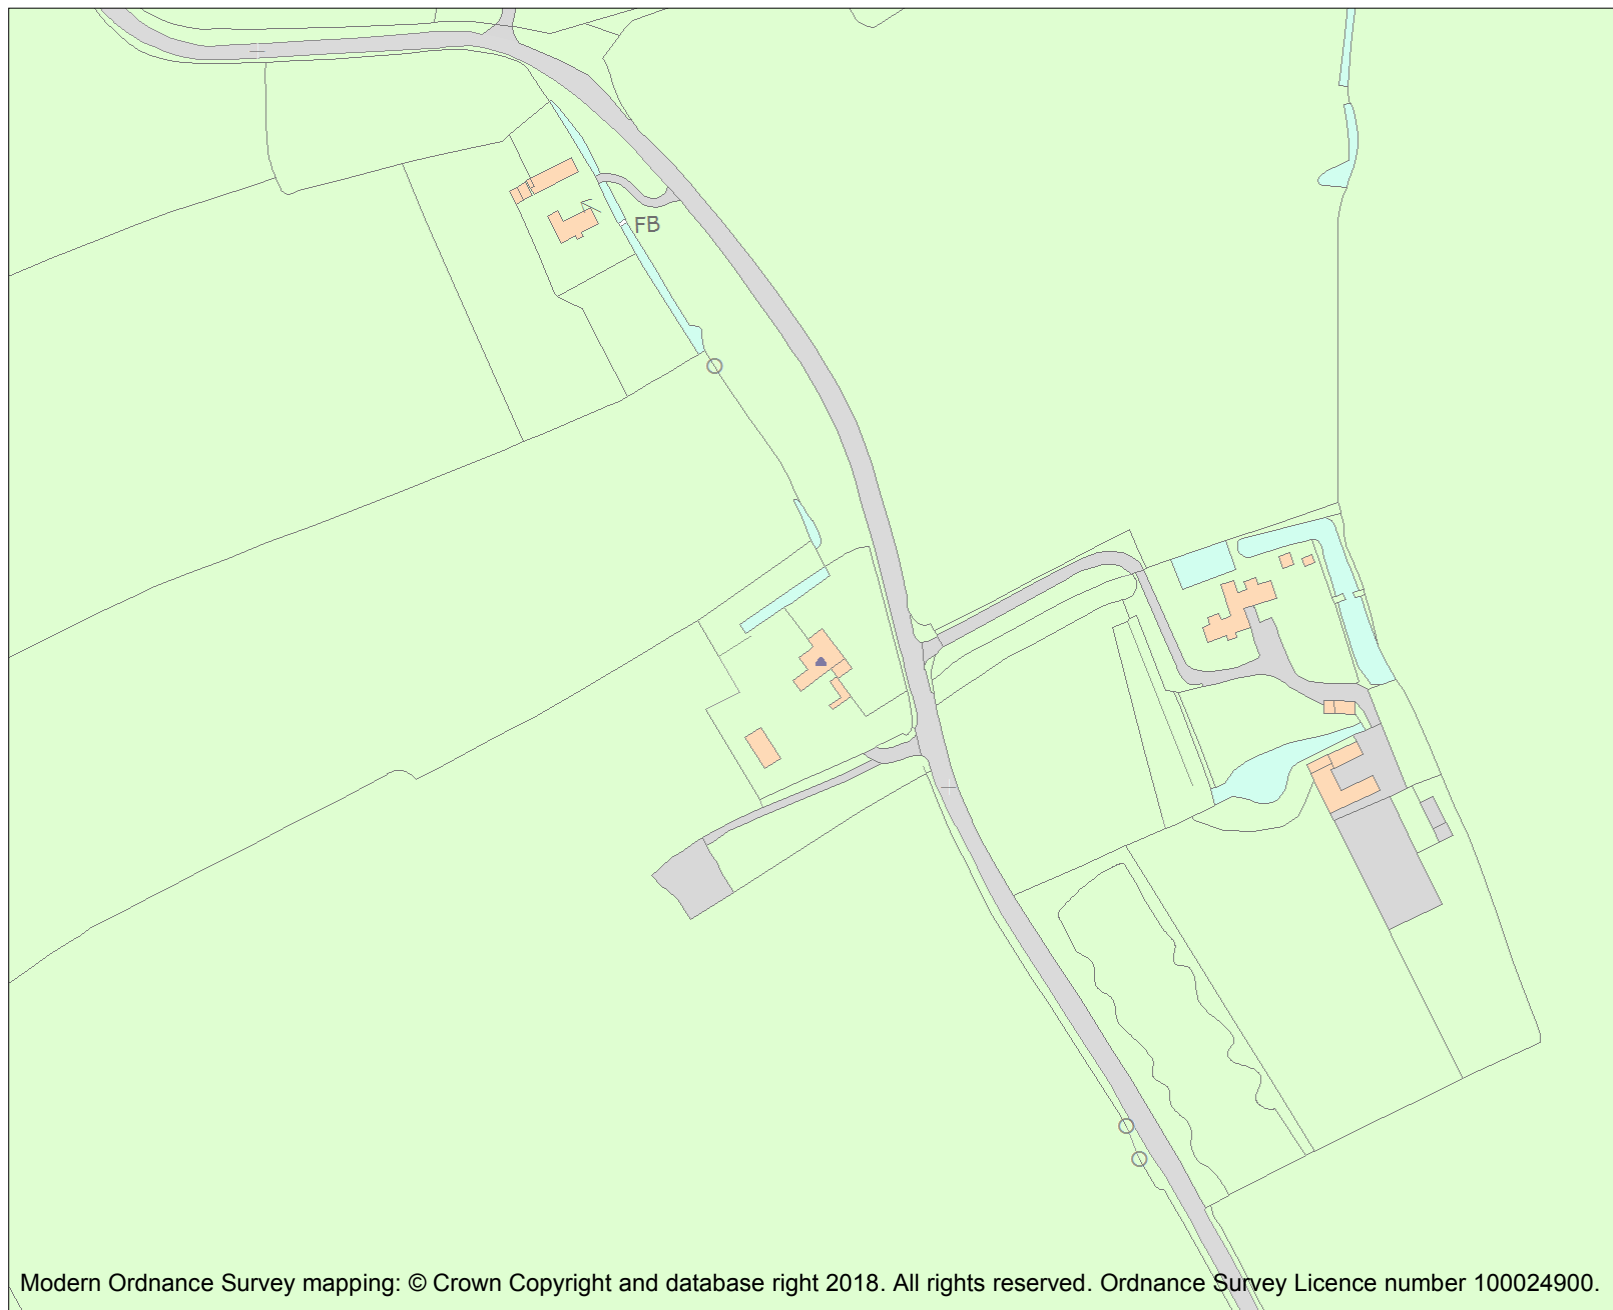 FB
Modern Ordnance Survey mapping: © Crown Copyright and database right 2018. All rights reserved. Ordnance Survey Licence number 100024900.